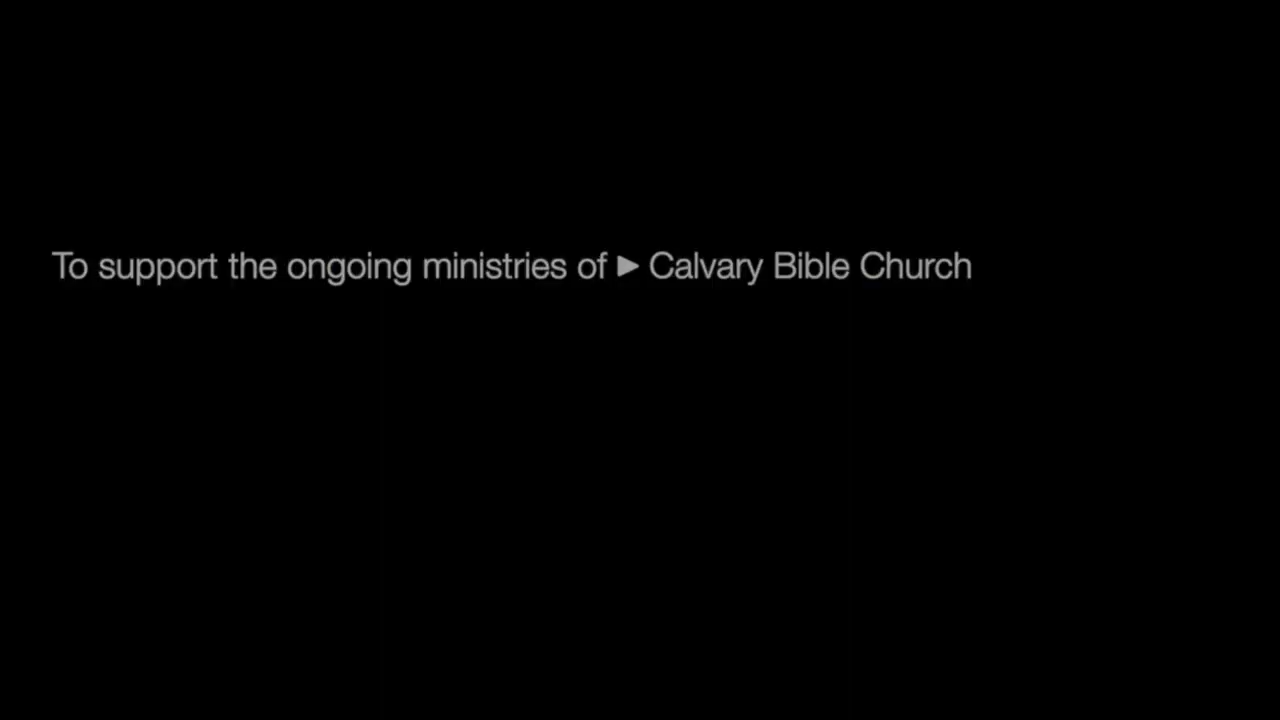 To support the ongoing ministries of ▶ Calvary Bible Church